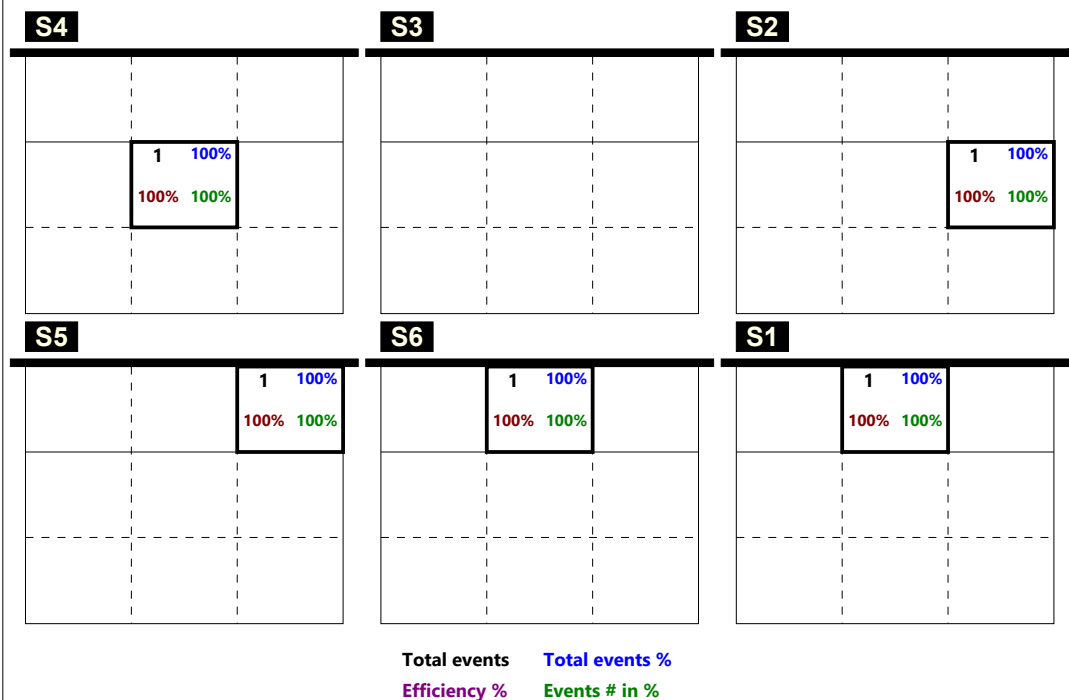 S4 S3 S2
1 100% 1 100%
100% 100% 100% 100%
S5 S6 S1
1 100% 1 100% 1 100%
100% 100% 100% 100% 100% 100%
Total events Total events %
Efficiency % Events # in %